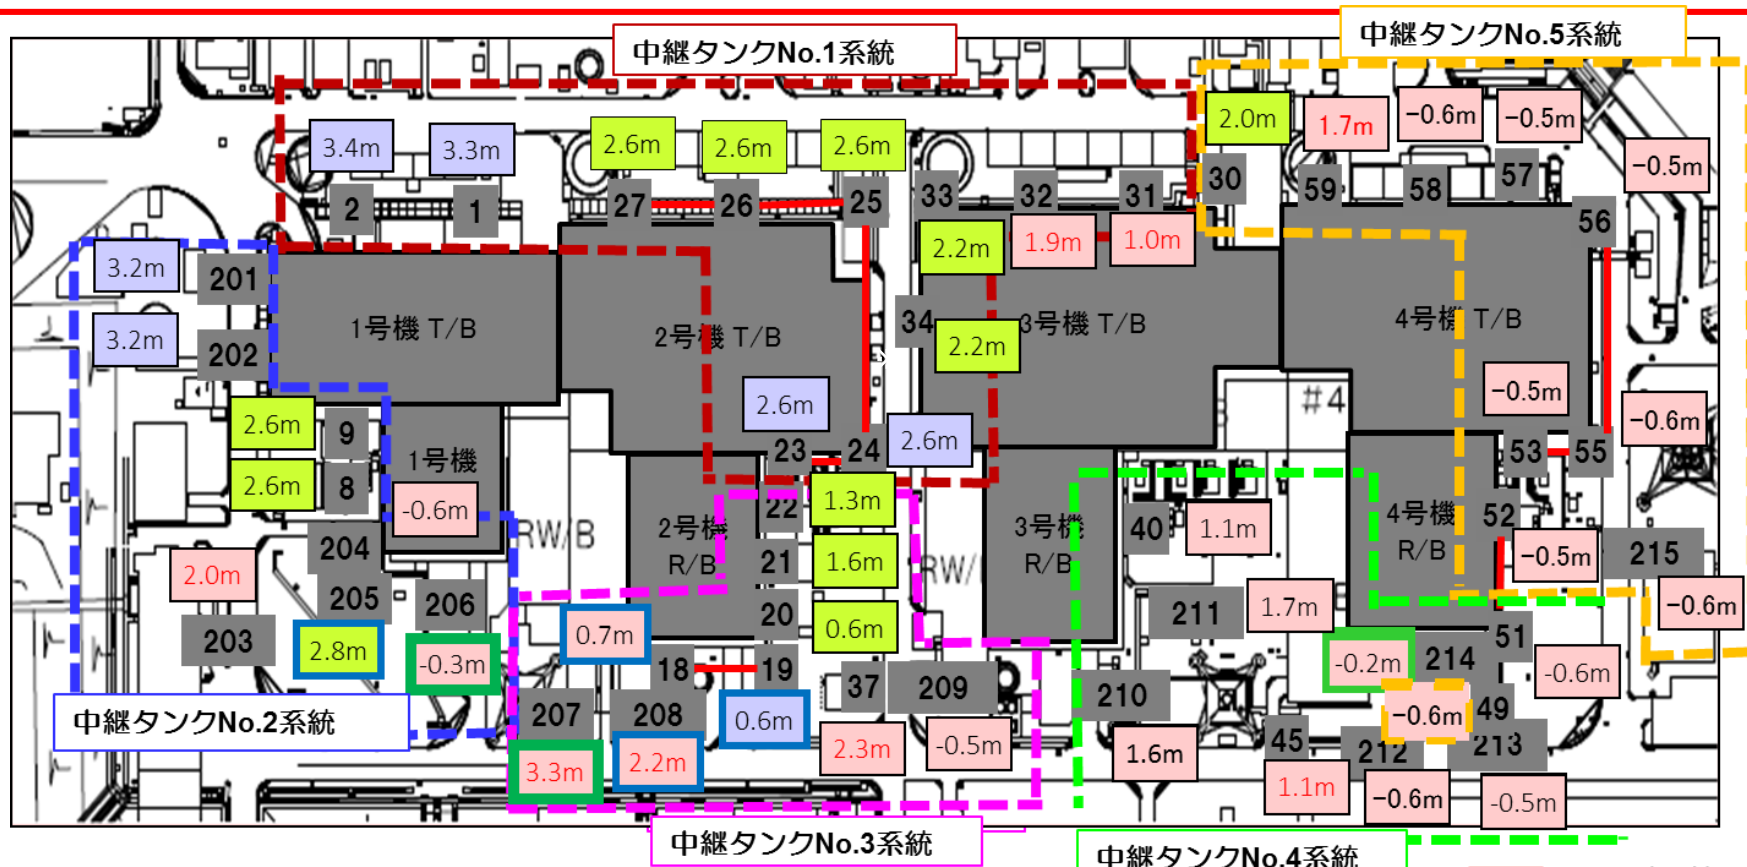 中継タンクNo.1系統
中継タンクNo.5系統
3.4m
3.3m
2.6m
2.6m
2.6m
2.0m
1.7m
−0.6m
−0.5m
−0.5m
2
1
27
26
25
33
32
31
30
59
58
57
56
3.2m
201
2.2m
1.9m
1.0m
3.2m
202
1号機 T/B
2号機 T/B
34
3号機 T/B
2.2m
4号機 T/B
2.6m
9
2.6m
2.6m
#4
−0.5m
−0.6m
2.6m
8
1号機
-0.6m
23
24
53
55
1.3m
22
2号機
R/B
RW/B
3号機
R/B
RW/
40
1.1m
4号機
R/B
52
−0.5m
215
204
2.0m
21
1.6m
205
206
203
2.8m
-0.3m
0.7m
20
0.6m
211
1.7m
−0.6m
51
18
19
37
209
210
-0.2m
214
-0.6m
中継タンクNo.2系統
207
208
0.6m
−0.6m
49
45
212
213
3.3m
2.2m
2.3m
-0.5m
1.6m
1.1m
−0.6m
-0.5m
中継タンクNo.3系統
中継タンクNo.4系統